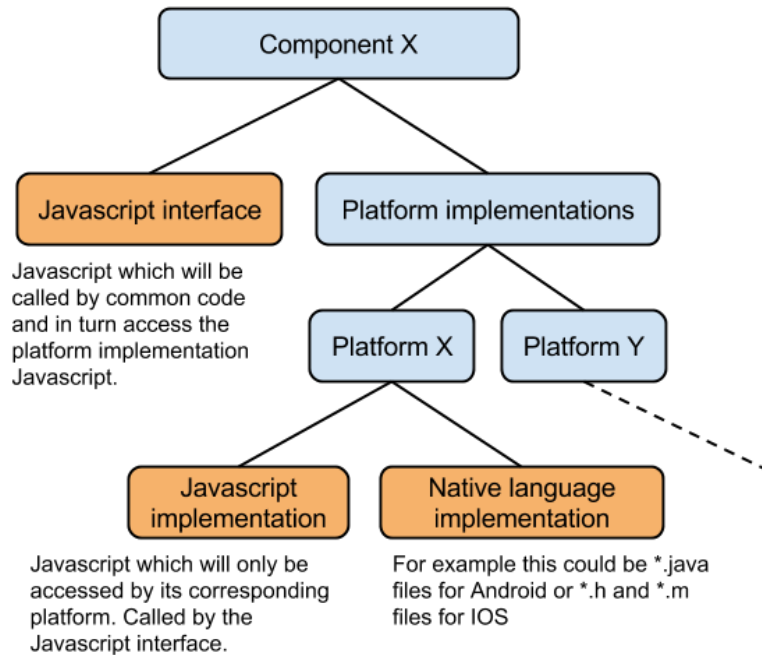 Component X
Javascript interface
Platform implementations
Javascript which will be
called by common code
and in turn access the
platform implementation
Javascript.
Platform X
Platform Y
Javascript
implementation
Native language
implementation
Javascript which will only be
accessed by its corresponding
platform. Called by the
Javascript interface.
For example this could be *.java
files for Android or *.h and *.m
files for IOS